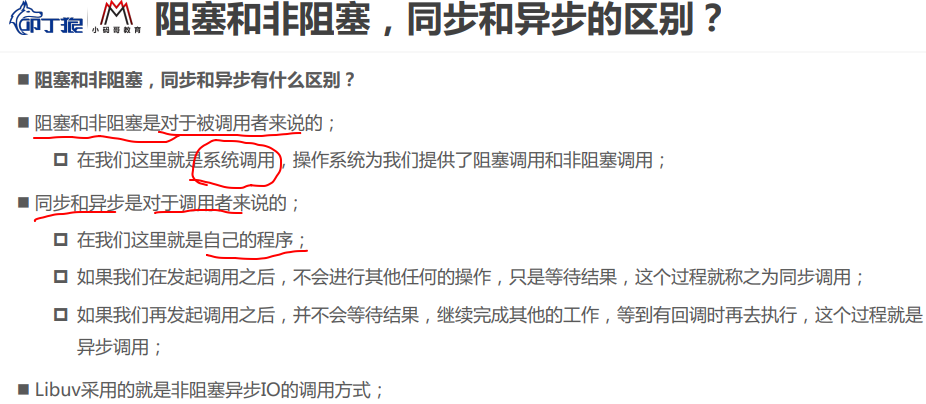 叩丁狼
小码哥教育
阻塞和非阻塞，同步和异步的区别？
阻塞和非阻塞，同步和异步有什么区别？
阻塞和非阻塞是对于被调用者来说的；
在我们这里就是系统调用，操作系统为我们提供了阻塞调用和非阻塞调用；
同步和异步是对于调用者来说的；
在我们这里就是自己的程序；
如果我们在发起调用之后，不会进行其他任何的操作，只是等待结果，这个过程就称之为同步调用；
如果我们再发起调用之后，并不会等待结果，继续完成其他的工作，等到有回调时再去执行，这个过程就是
异步调用；
Libuv采用的就是非阻塞异步IO的调用方式；